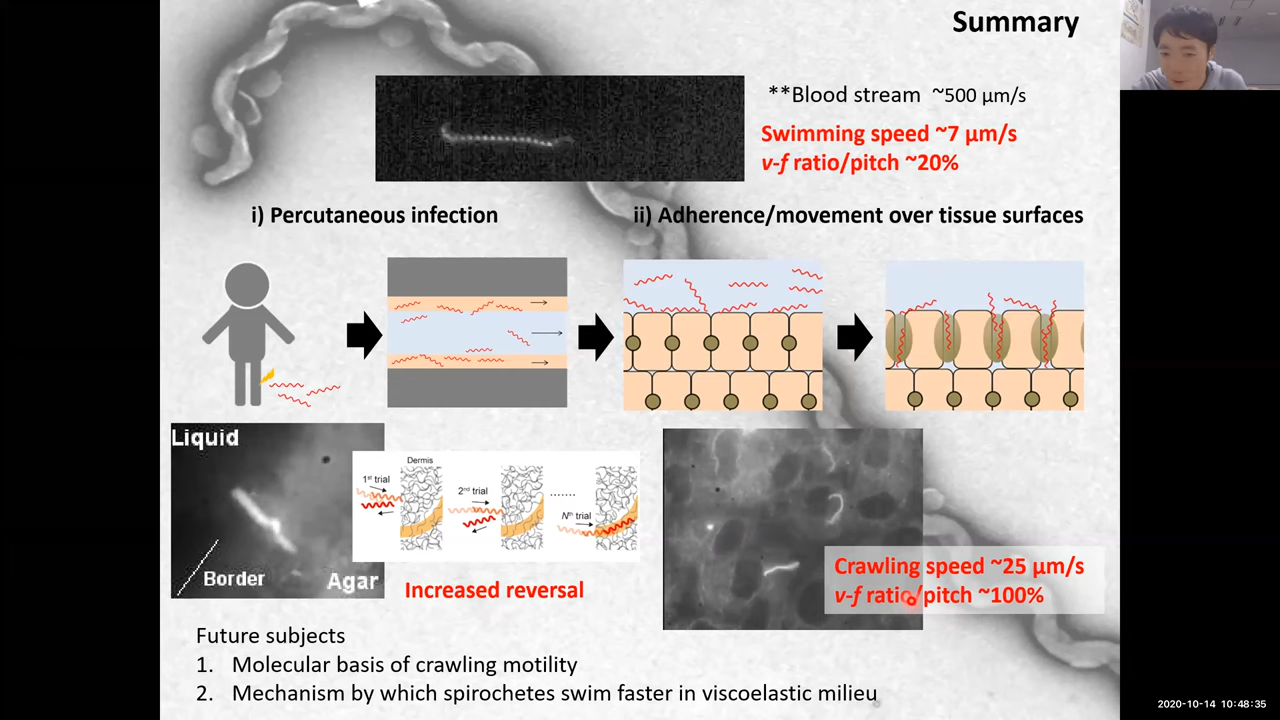 Summary
**Blood stream ~500 μm/s
Swimming speed ~7 μm/s
v-f ratio/pitch ~20%
i) Percutaneous infection
ii) Adherence/movement over tissue surfaces
Liquid
Border
Agar
Dermis
1st trial
2nd trial
.......
Nth trial
Increased reversal
Crawling speed ~25 μm/s
v-f ratio/pitch ~100%
Future subjects
1. Molecular basis of crawling motility
2. Mechanism by which spirochetes swim faster in viscoelastic milieu
2020-10-14 10:48:35